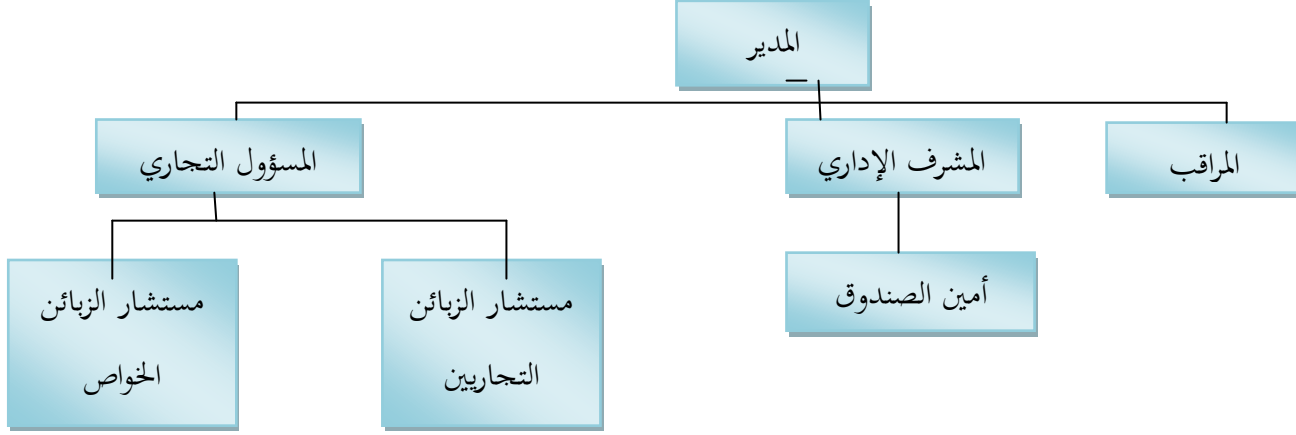 المدير
المراقب
المشرف الإداري
المسؤول التجاري
أمين الصندوق
مستشار الزبائن
التجاريين
مستشار الزبائن
الخواص